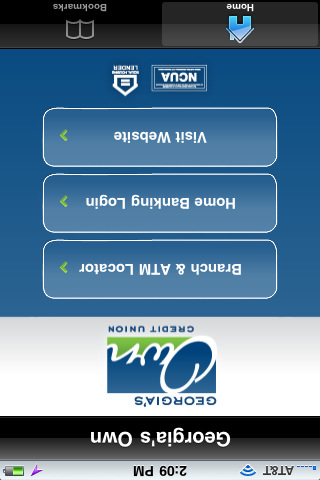 AT&T 2:09 PM
Georgia's Own
GEORGIA'S
Own
CREDIT UNION
Branch & ATM Locator
Home Banking Login
Visit Website
NCUA
EQUAL HOUSING
LENDER
Home Bookmarks